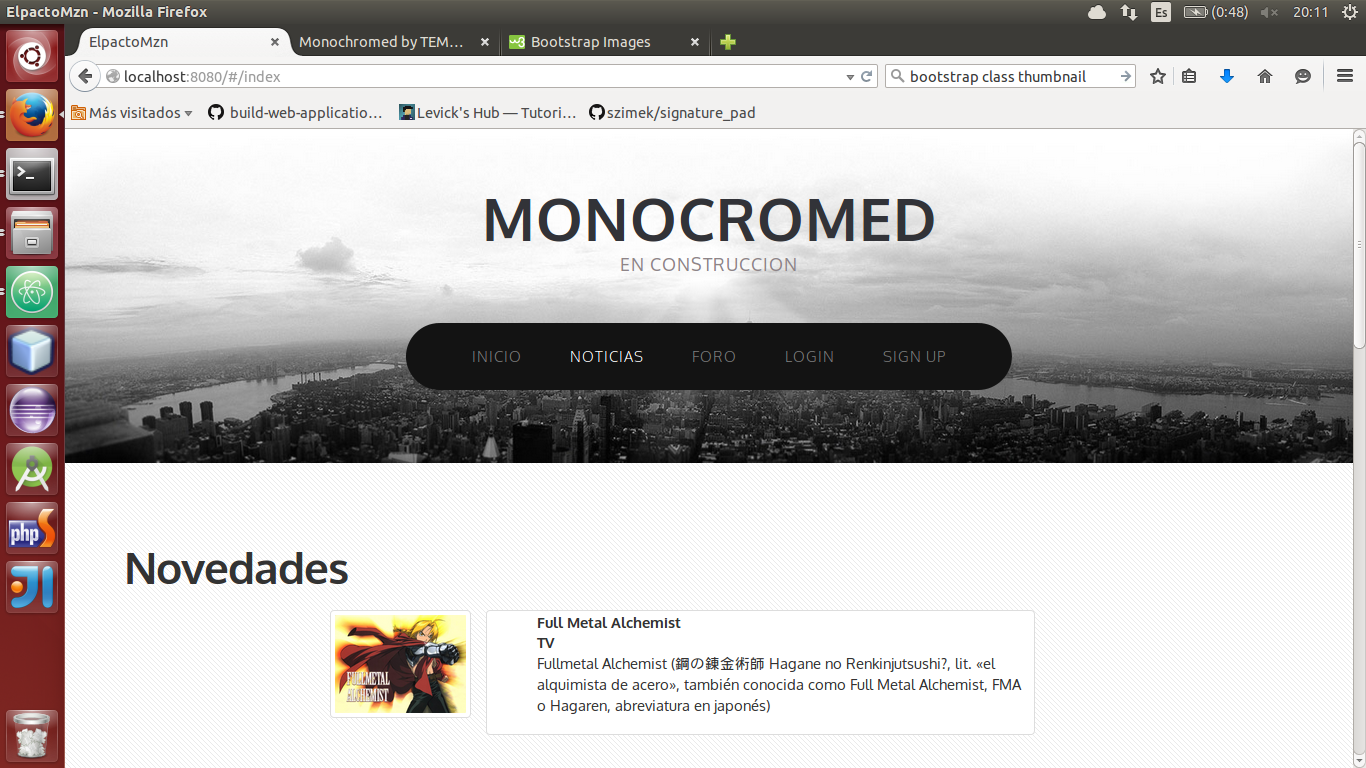 ElpactoMzn - Mozilla Firefox
Es
(0:48)
20:11
ElpactoMzn
Monochromed by TEM...
Bootstrap Images
localhost:8080/#/index
bootstrap class thumbnail
Más visitados
build-web-applicatio...
Levick's Hub — Tutori...
szimek/signature_pad
MONOCROMED
EN CONSTRUCCION
INICIO
NOTICIAS
FORO
LOGIN
SIGN UP
Novedades
FULLMETAL
ALCHEMIST
Full Metal Alchemist
TV
Fullmetal Alchemist (鋼の錬金術師 Hagane no Renkinjutsushi?, lit. «el
alquimista de acero», también conocida como Full Metal Alchemist, FMA
o Hagaren, abreviatura en japonés)
php